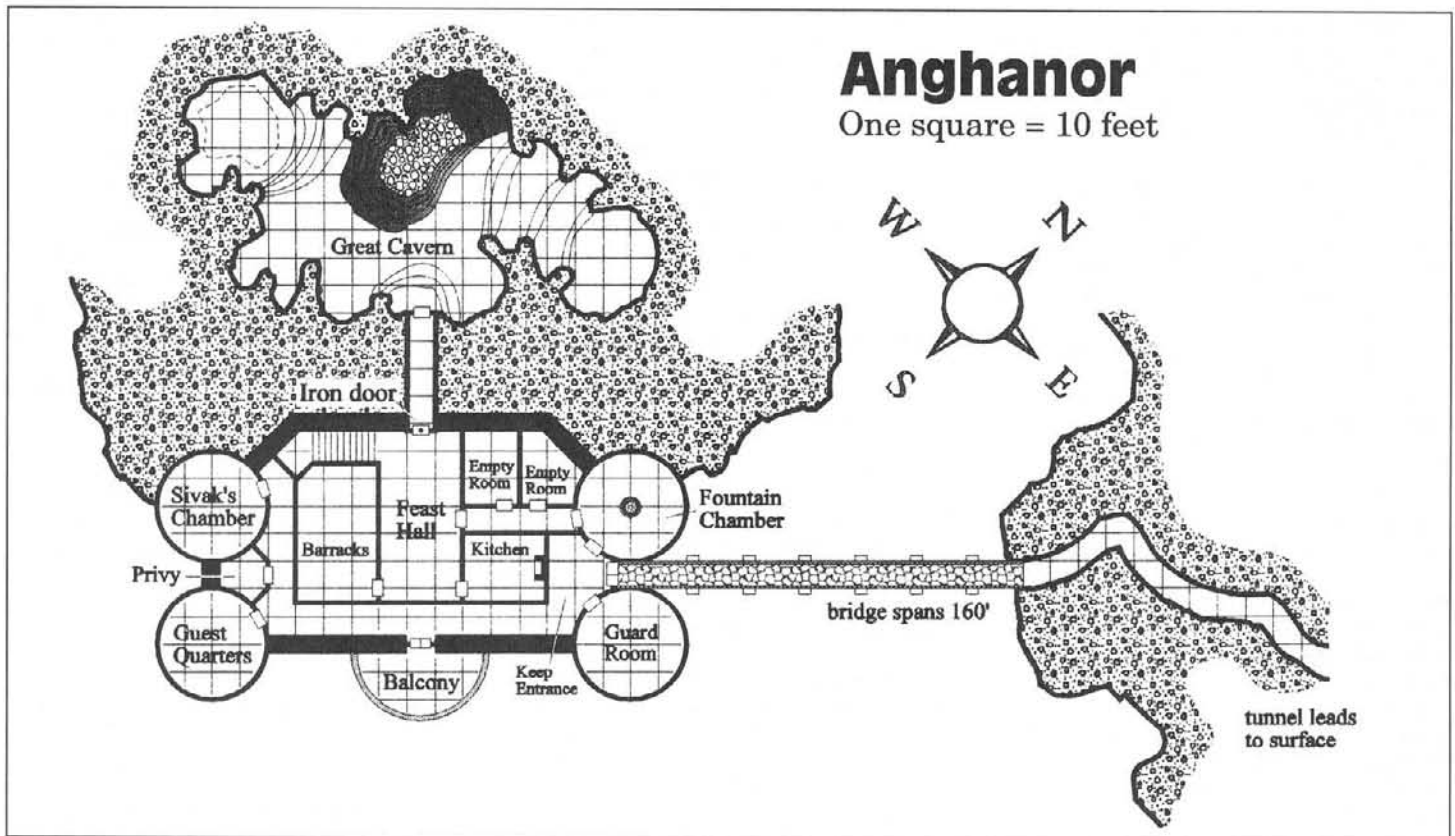 Anghanor
One square = 10 feet
W
N
Great Cavern
S
E
Iron door
Sivak's
Chamber
Empty
Room
Empty
Room
Feast
Hall
Fountain
Chamber
Barracks
Kitchen
Privy
bridge spans 160'
Guest
Quarters
Guard
Room
Keep
Entrance
Balcony
tunnel leads
to surface